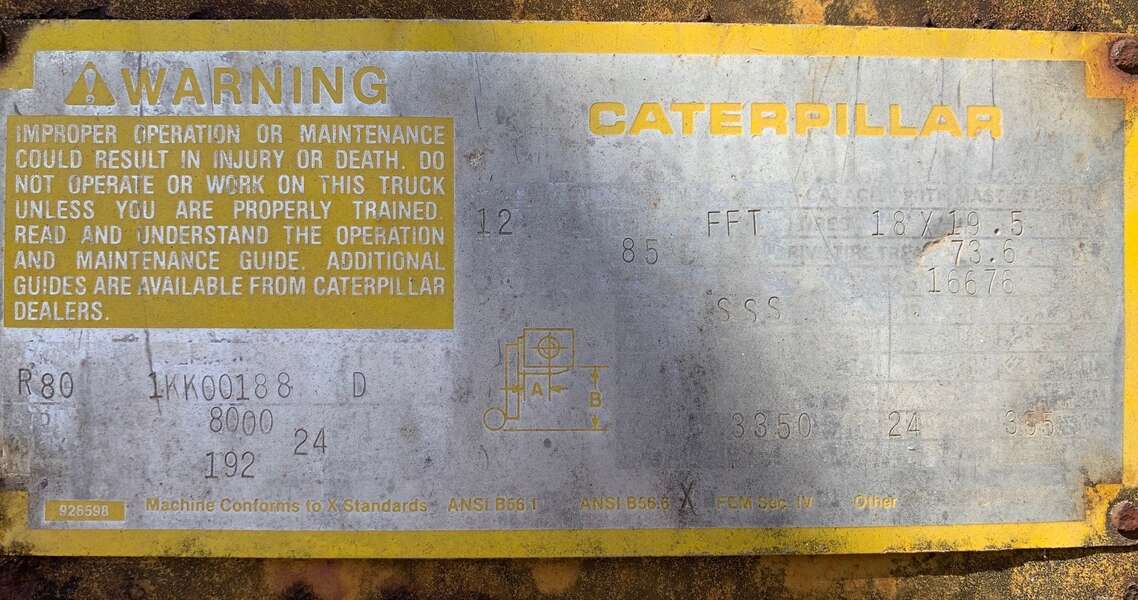 WARNING
IMPROPER OPERATION OR MAINTENANCE
COULD RESULT IN INJURY OR DEATH. DO
NOT OPERATE OR WORK ON THIS TRUCK
UNLESS YOU ARE PROPERLY TRAINED.
READ AND UNDERSTAND THE OPERATION
AND MAINTENANCE GUIDE. ADDITIONAL
GUIDES ARE AVAILABLE FROM CATERPILLAR
DEALERS.
CATERPILLAR
12 FFT 18X19.5
85 73.6
16676
SSS
A
B
R80 1KK00188 D
8000
24
192
3350 24
926598 Machine Conforms to X Standards ANSI B56.1 ANSI B56.6 X FEM Sec. IV Other